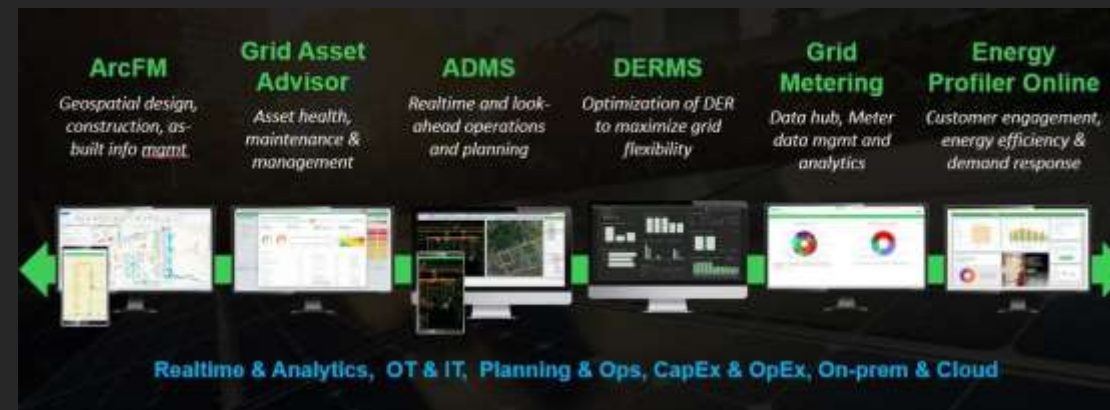 ArcFM
Geospatial design,
construction, as-
built info mgmt
Grid Asset
Advisor
Asset health,
maintenance &
management
ADMS
Realtime and look-
ahead operations
and planning
DERMS
Optimization of DER
to maximize grid
flexibility
Grid
Metering
Data hub, Meter
data mgmt and
analytics
Energy
Profiler Online
Customer engagement,
energy efficiency &
demand response
Realtime & Analytics, OT & IT, Planning & Ops, CapEx & OpEx, On-prem & Cloud